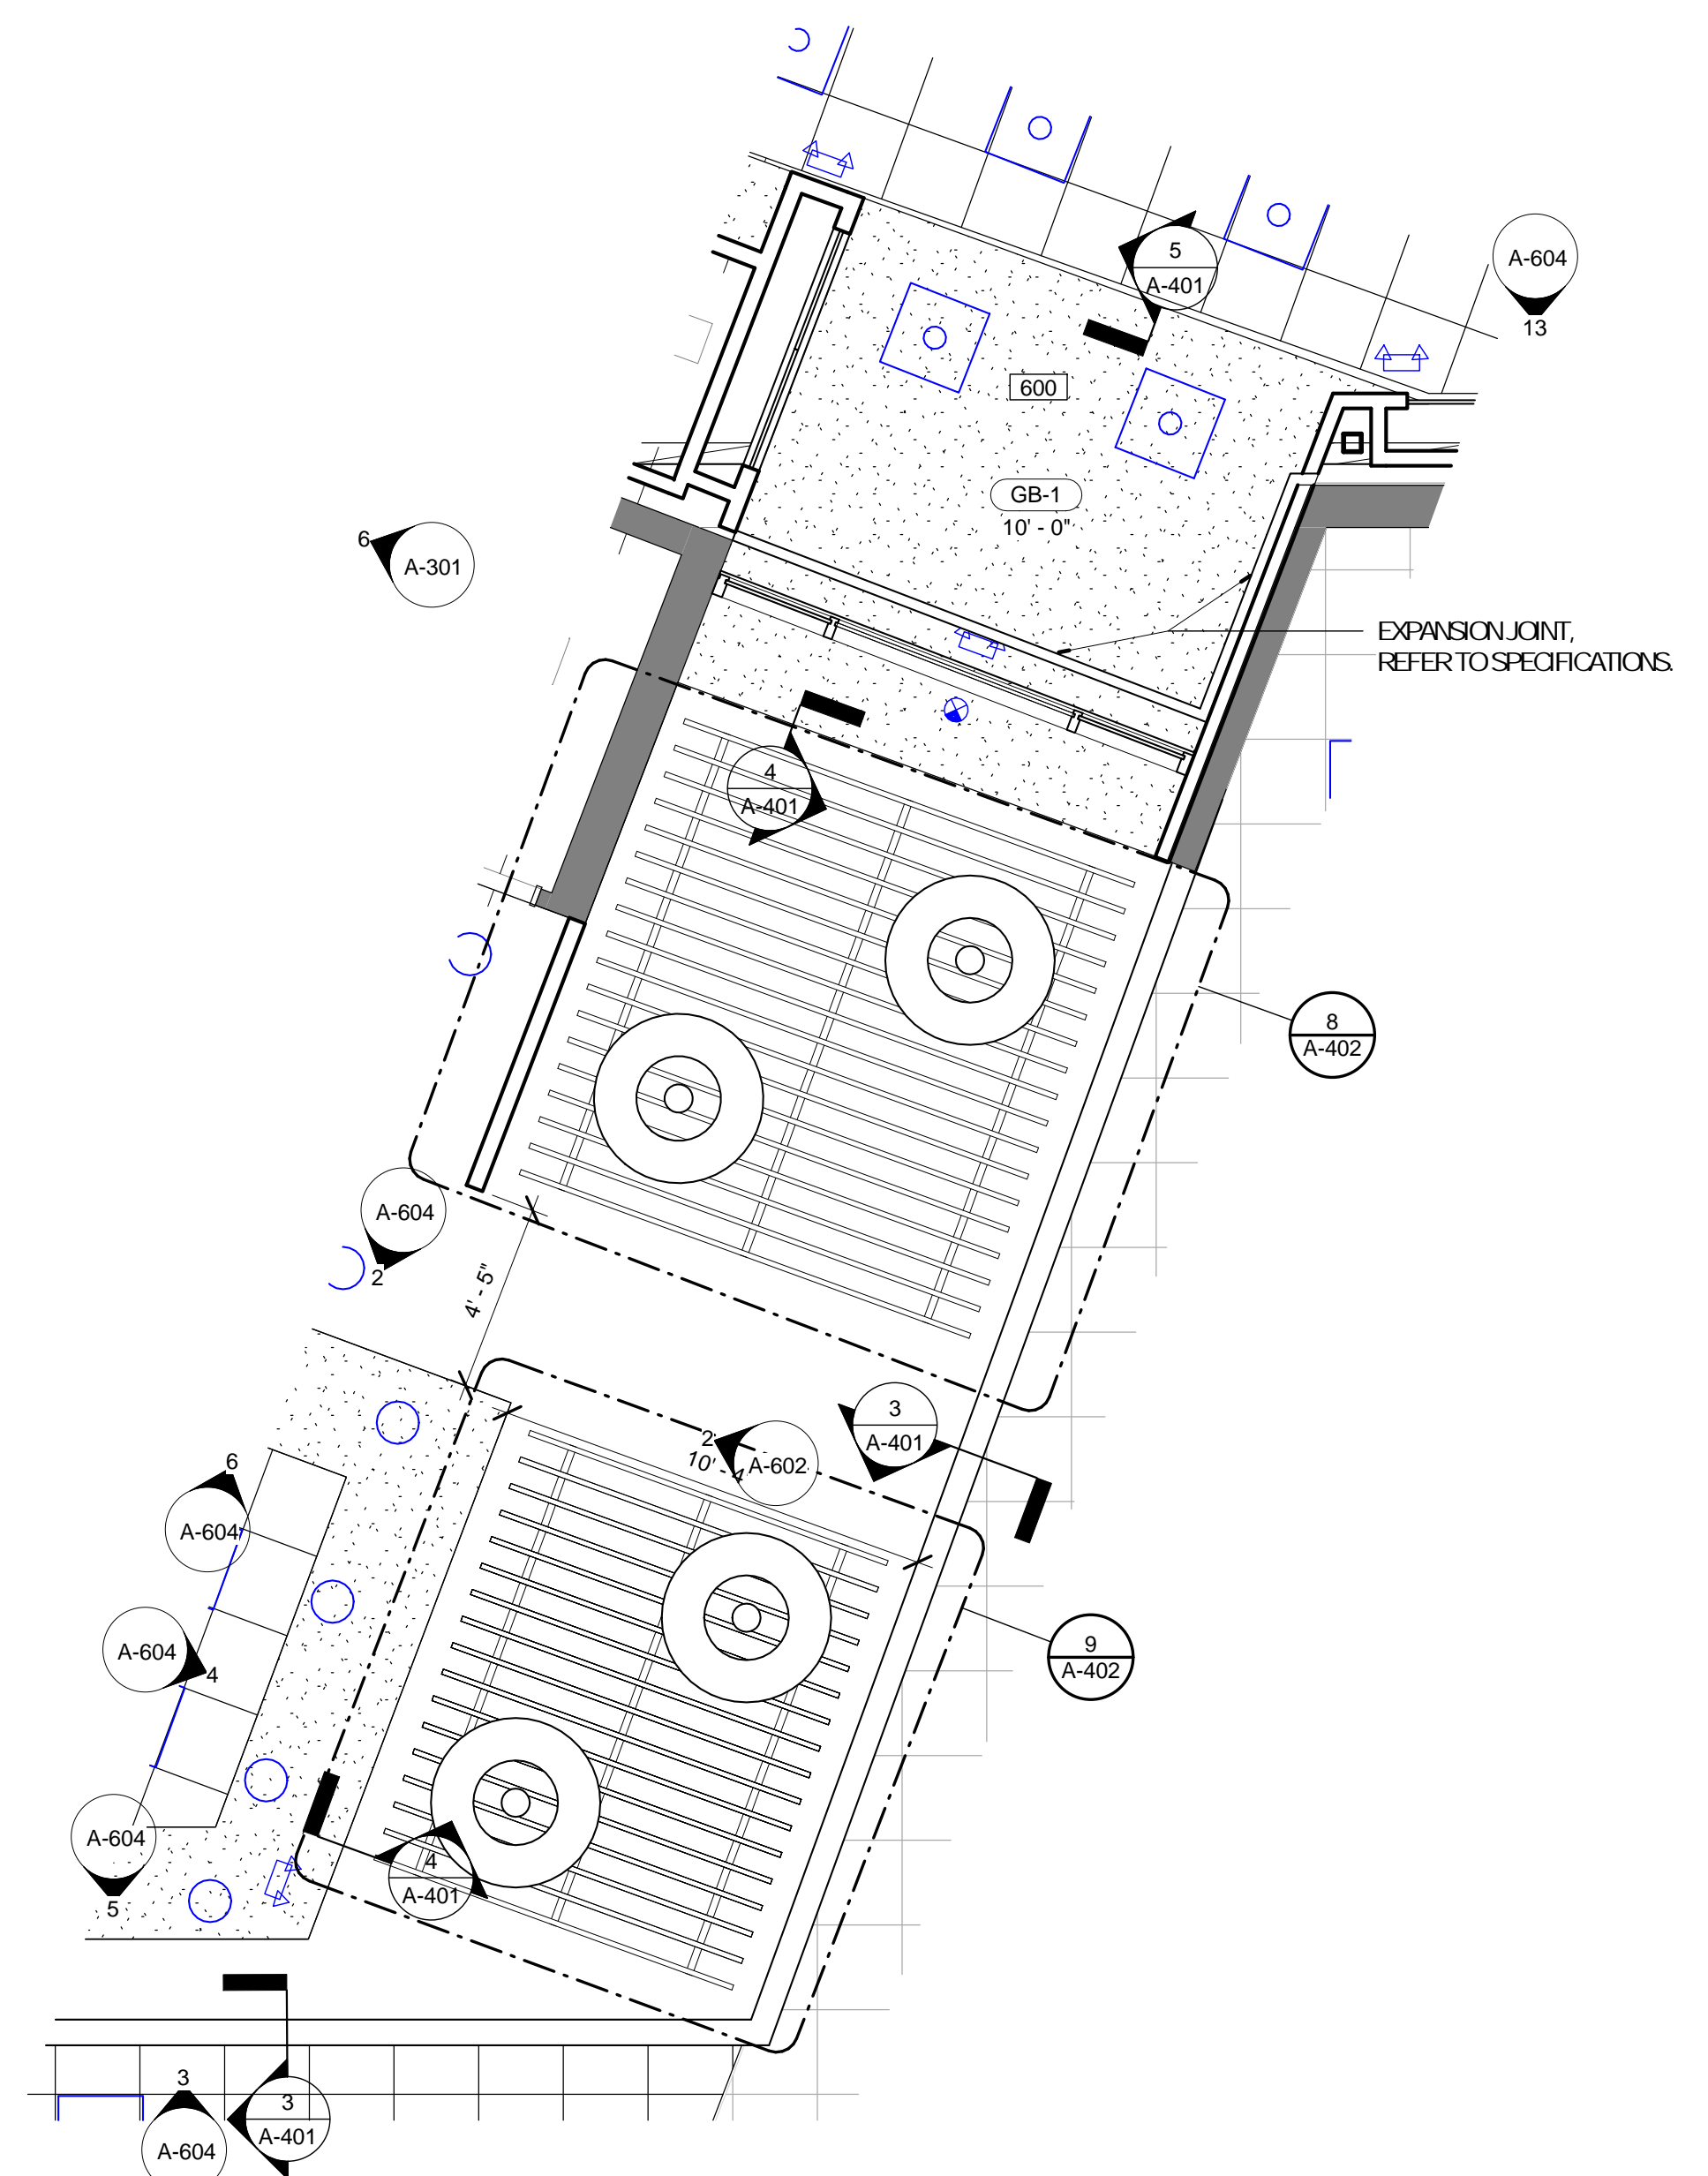 5
A-401
A-604
13
600
GB-1
10' - 0"
6
A-301
EXPANSION JOINT,
REFER TO SPECIFICATIONS.
4
A-401
8
A-402
A-604
2
4' - 5"
3
A-401
2
A-602
10' - 4
6
A-604
9
A-402
A-604
4
A-604
5
4
A-401
3
A-604
3
A-401